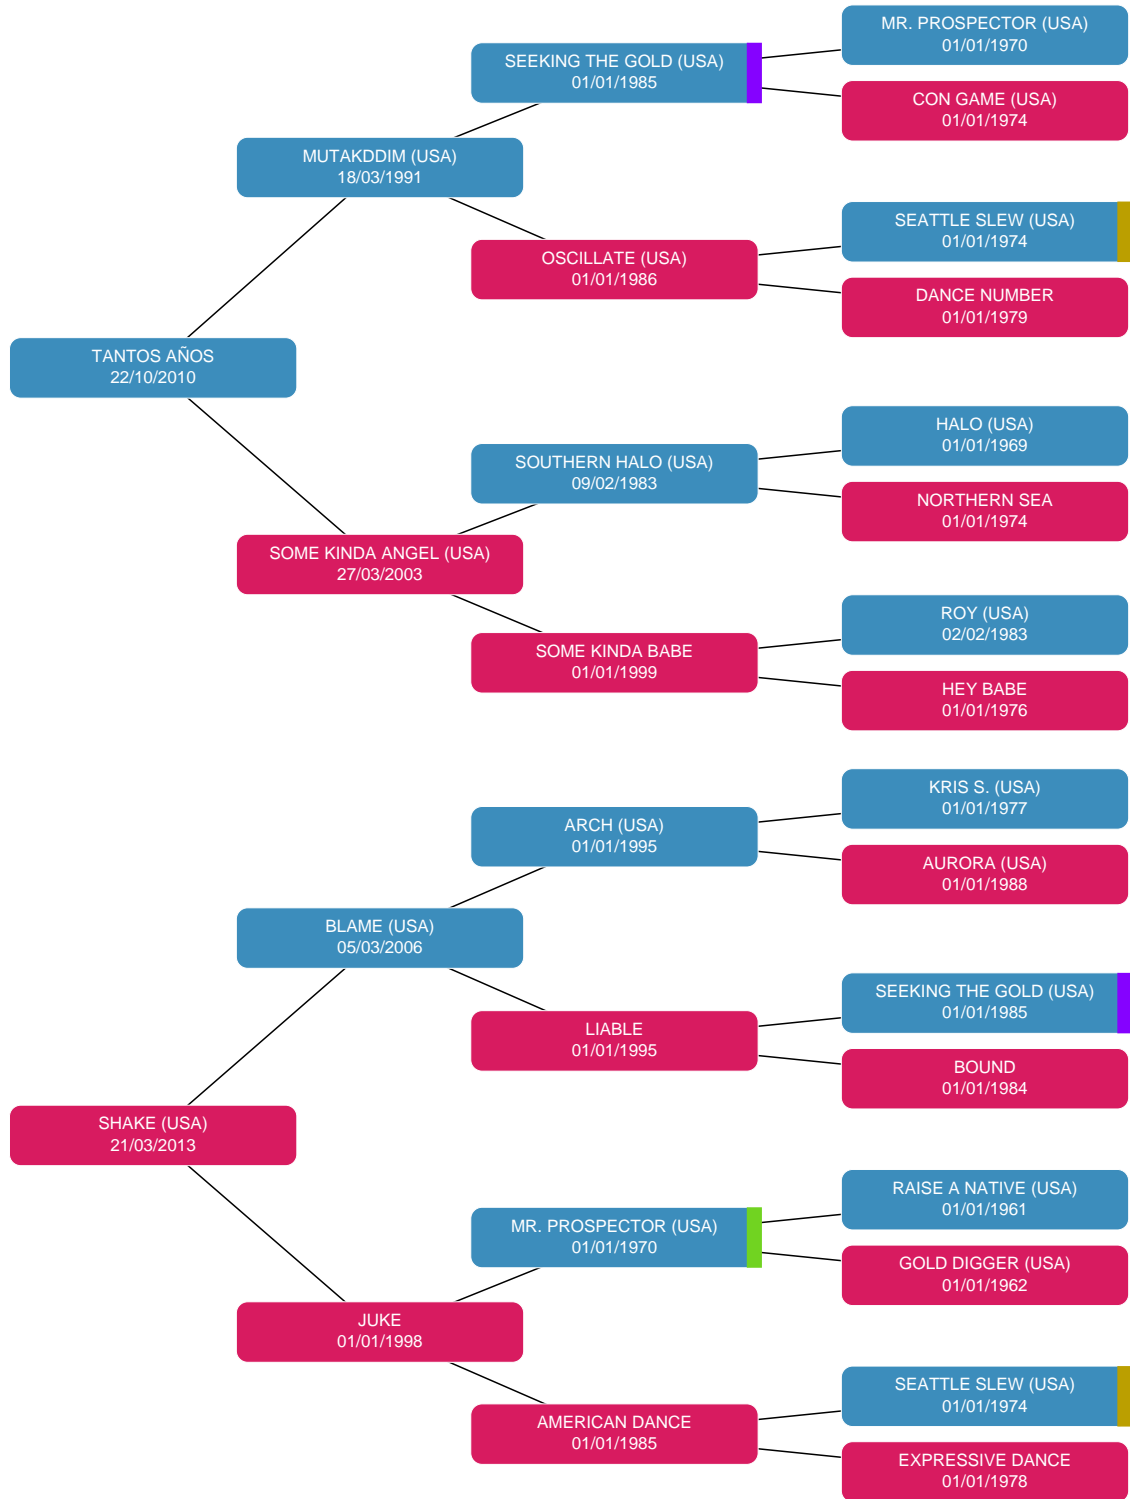 MR. PROSPECTOR (USA)
01/01/1970
SEEKING THE GOLD (USA)
01/01/1985
CON GAME (USA)
01/01/1974
MUTAKDDIM (USA)
18/03/1991
SEATTLE SLEW (USA)
01/01/1974
OSCILLATE (USA)
01/01/1986
DANCE NUMBER
01/01/1979
TANTOS AÑOS
22/10/2010
HALO (USA)
01/01/1969
SOUTHERN HALO (USA)
09/02/1983
NORTHERN SEA
01/01/1974
SOME KINDA ANGEL (USA)
27/03/2003
ROY (USA)
02/02/1983
SOME KINDA BABE
01/01/1999
HEY BABE
01/01/1976
KRIS S. (USA)
01/01/1977
ARCH (USA)
01/01/1995
AURORA (USA)
01/01/1988
BLAME (USA)
05/03/2006
SEEKING THE GOLD (USA)
01/01/1985
LIABLE
01/01/1995
BOUND
01/01/1984
SHAKE (USA)
21/03/2013
RAISE A NATIVE (USA)
01/01/1961
MR. PROSPECTOR (USA)
01/01/1970
GOLD DIGGER (USA)
01/01/1962
JUKE
01/01/1998
SEATTLE SLEW (USA)
01/01/1974
AMERICAN DANCE
01/01/1985
EXPRESSIVE DANCE
01/01/1978